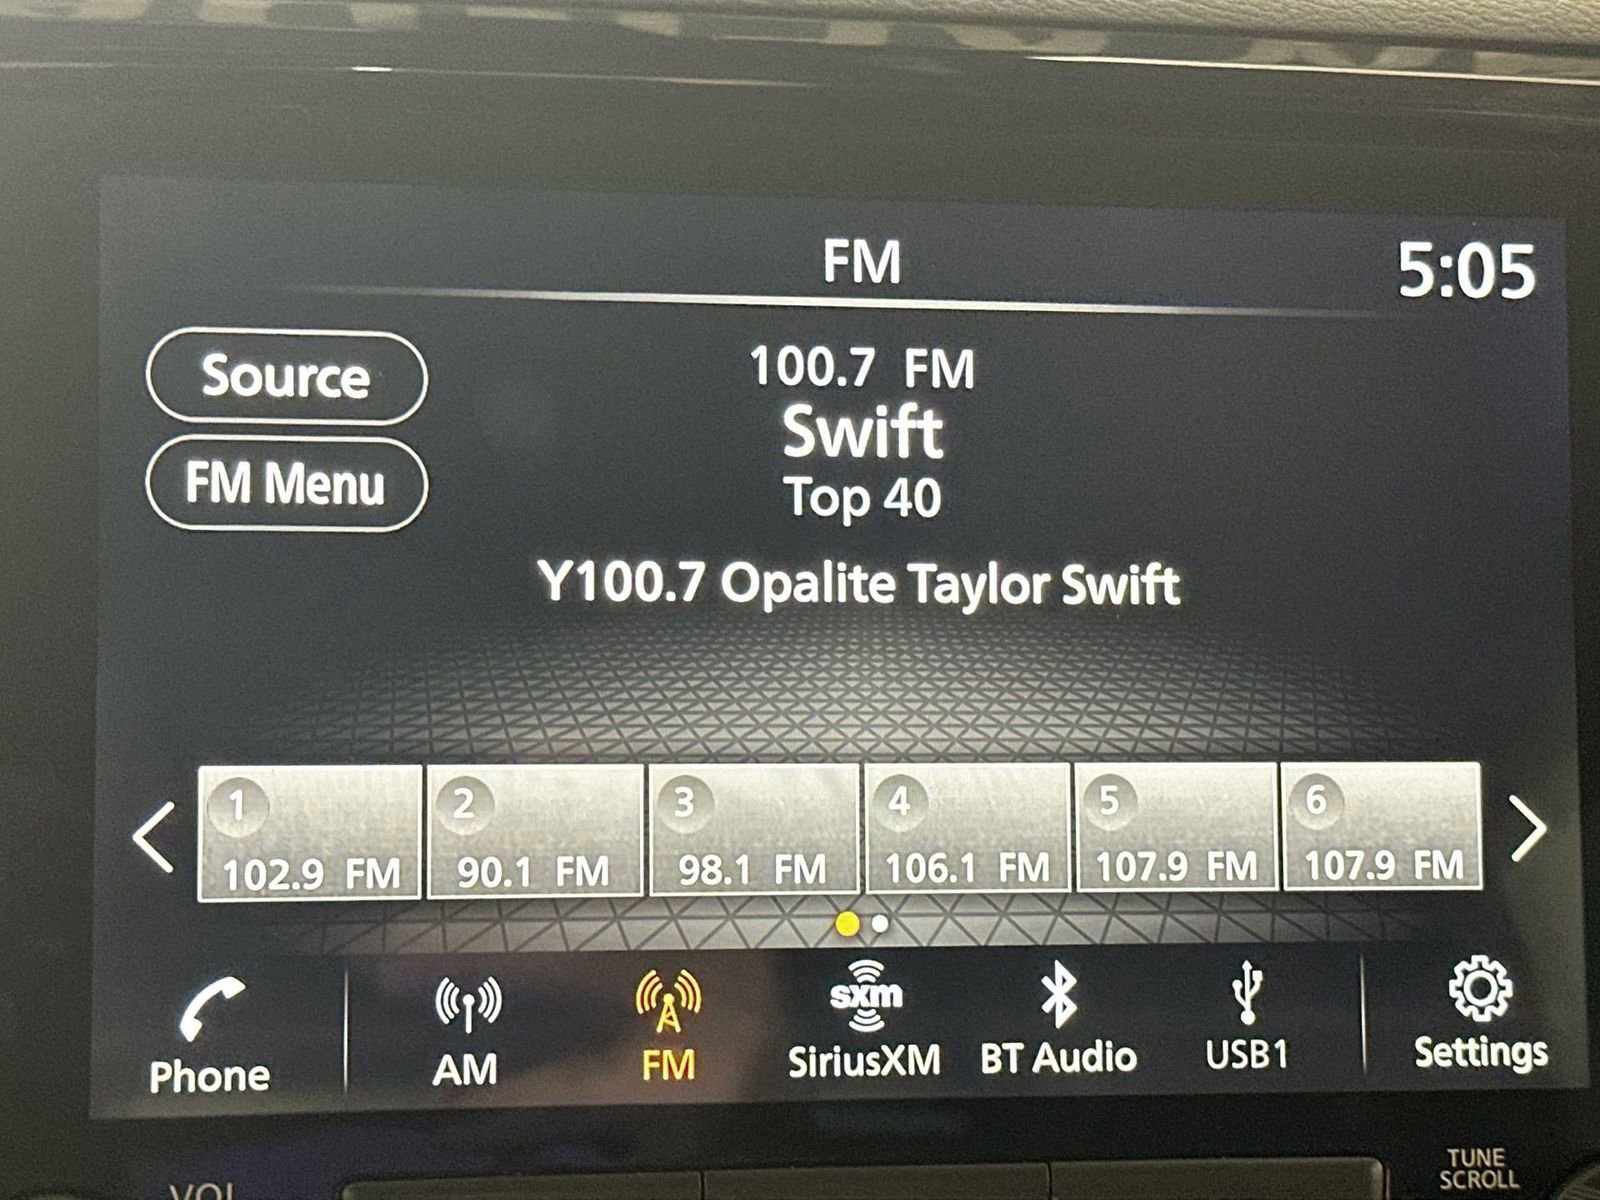 FM
5:05
Source
FM Menu
100.7 FM
Swift
Top 40
Y100.7 Opalite Taylor Swift
1
102.9 FM
2
90.1 FM
3
98.1 FM
4
106.1 FM
5
107.9 FM
6
107.9 FM
Phone
AM
FM
sxm
SiriusXM
BT Audio
USB1
Settings
VOL
TUNE
SCROLL